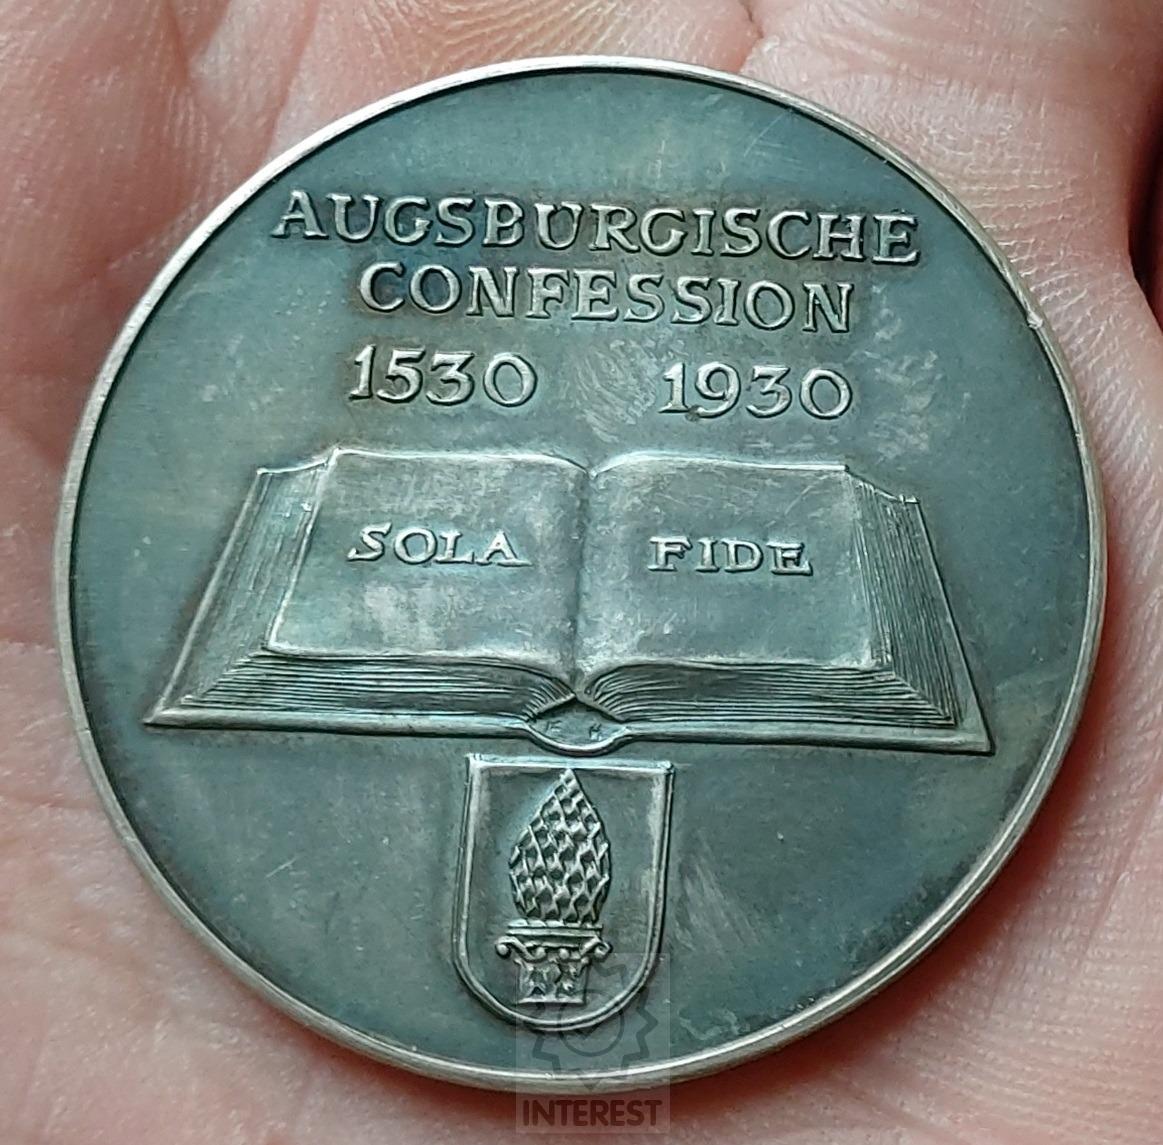 AUGSBURGISCHE
CONFESSION
1530 1930
SOLA FIDE
INTEREST